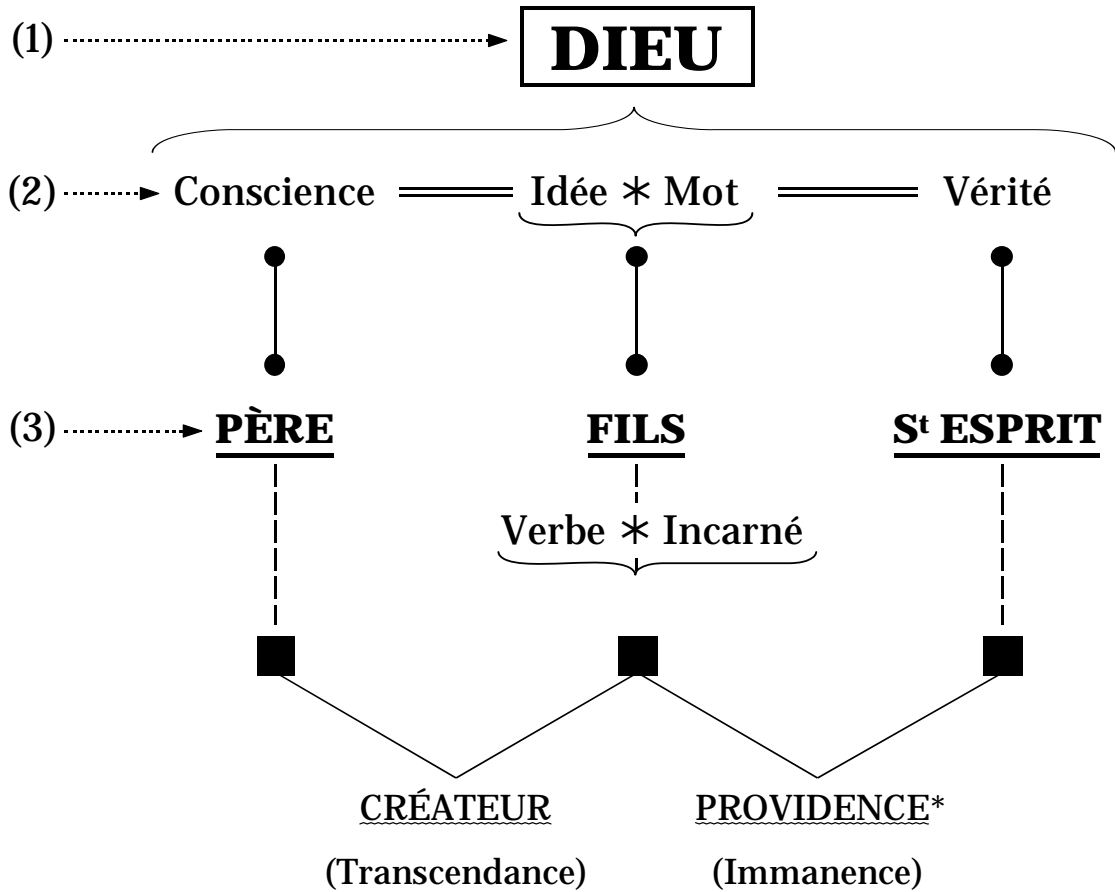 (1) DIEU
(2) Conscience Idée * Mot Vérité
(3) PÈRE FILS St ESPRIT
Verbe * Incarné
CRÉATEUR PROVIDENCE*
(Transcendance) (Immanence)